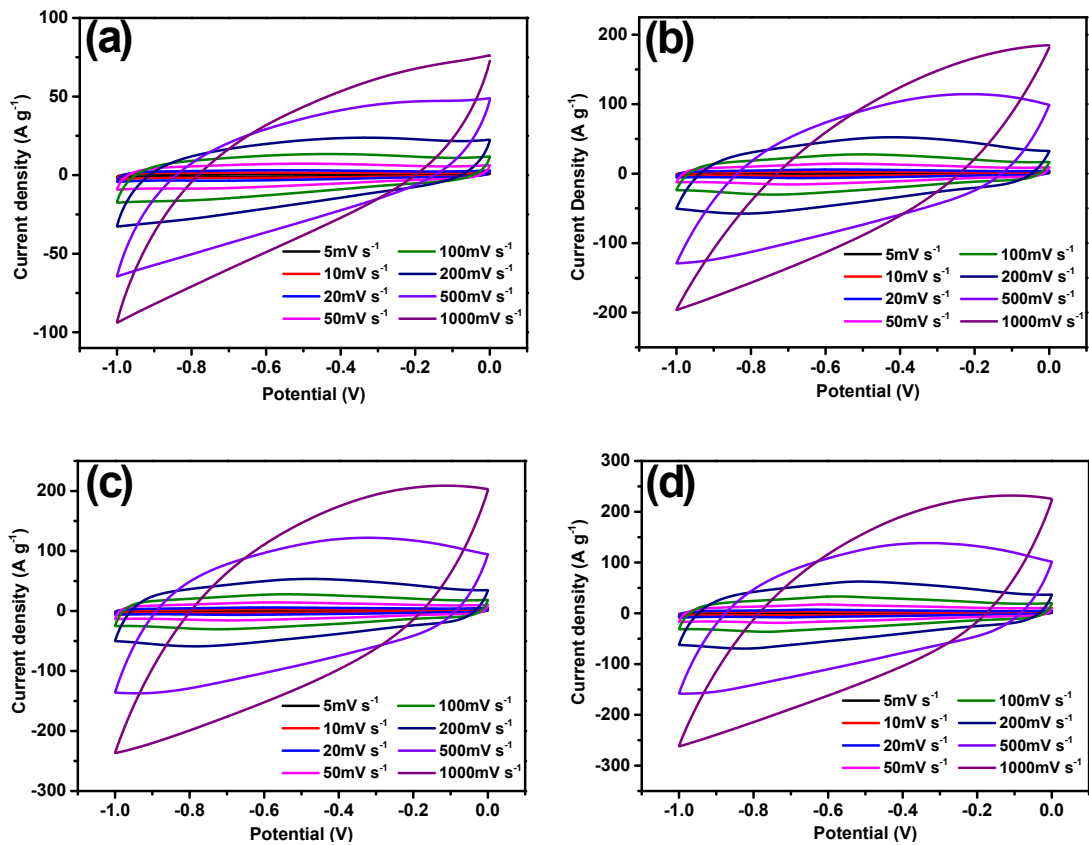 (a)
100
50
0
-50
-100
Current density (A g⁻¹)
5mV s⁻¹ 100mV s⁻¹
10mV s⁻¹ 200mV s⁻¹
20mV s⁻¹ 500mV s⁻¹
50mV s⁻¹ 1000mV s⁻¹
-1.0 -0.8 -0.6 -0.4 -0.2 0.0
Potential (V)
(b)
200
100
0
-100
-200
Current Density (A g⁻¹)
5mV s⁻¹ 100mV s⁻¹
10mV s⁻¹ 200mV s⁻¹
20mV s⁻¹ 500mV s⁻¹
50mV s⁻¹ 1000mV s⁻¹
-1.0 -0.8 -0.6 -0.4 -0.2 0.0
Potential (V)
(c)
200
100
0
-100
-200
-300
Current density (A g⁻¹)
5mV s⁻¹ 100mV s⁻¹
10mV s⁻¹ 200mV s⁻¹
20mV s⁻¹ 500mV s⁻¹
50mV s⁻¹ 1000mV s⁻¹
-1.0 -0.8 -0.6 -0.4 -0.2 0.0
Potential (V)
(d)
300
200
100
0
-100
-200
-300
Current density (A g⁻¹)
5mV s⁻¹ 100mV s⁻¹
10mV s⁻¹ 200mV s⁻¹
20mV s⁻¹ 500mV s⁻¹
50mV s⁻¹ 1000mV s⁻¹
-1.0 -0.8 -0.6 -0.4 -0.2 0.0
Potential (V)